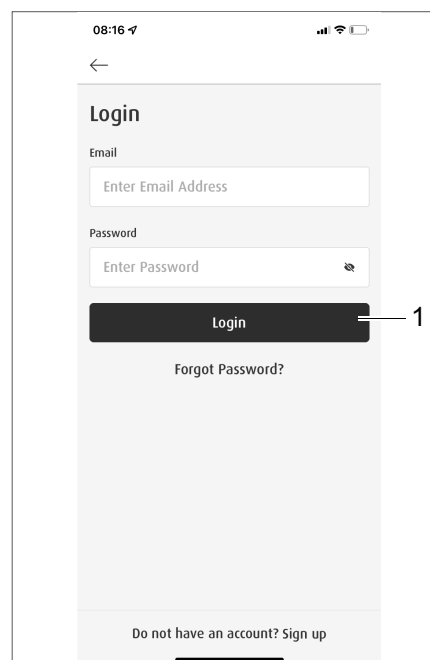 08:16
Login
Email
Enter Email Address
Password
Enter Password
Login
1
Forgot Password?
Do not have an account? Sign up